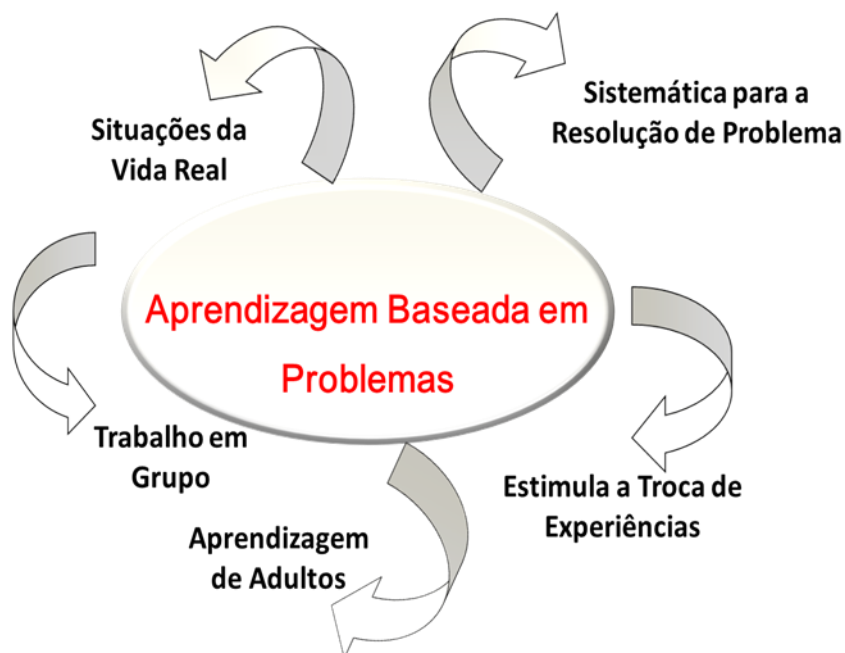 Situações da
Vida Real
Sistemática para a
Resolução de Problema
Aprendizagem Baseada em
Problemas
Trabalho em
Grupo
Estimula a Troca de
Experiências
Aprendizagem
de Adultos